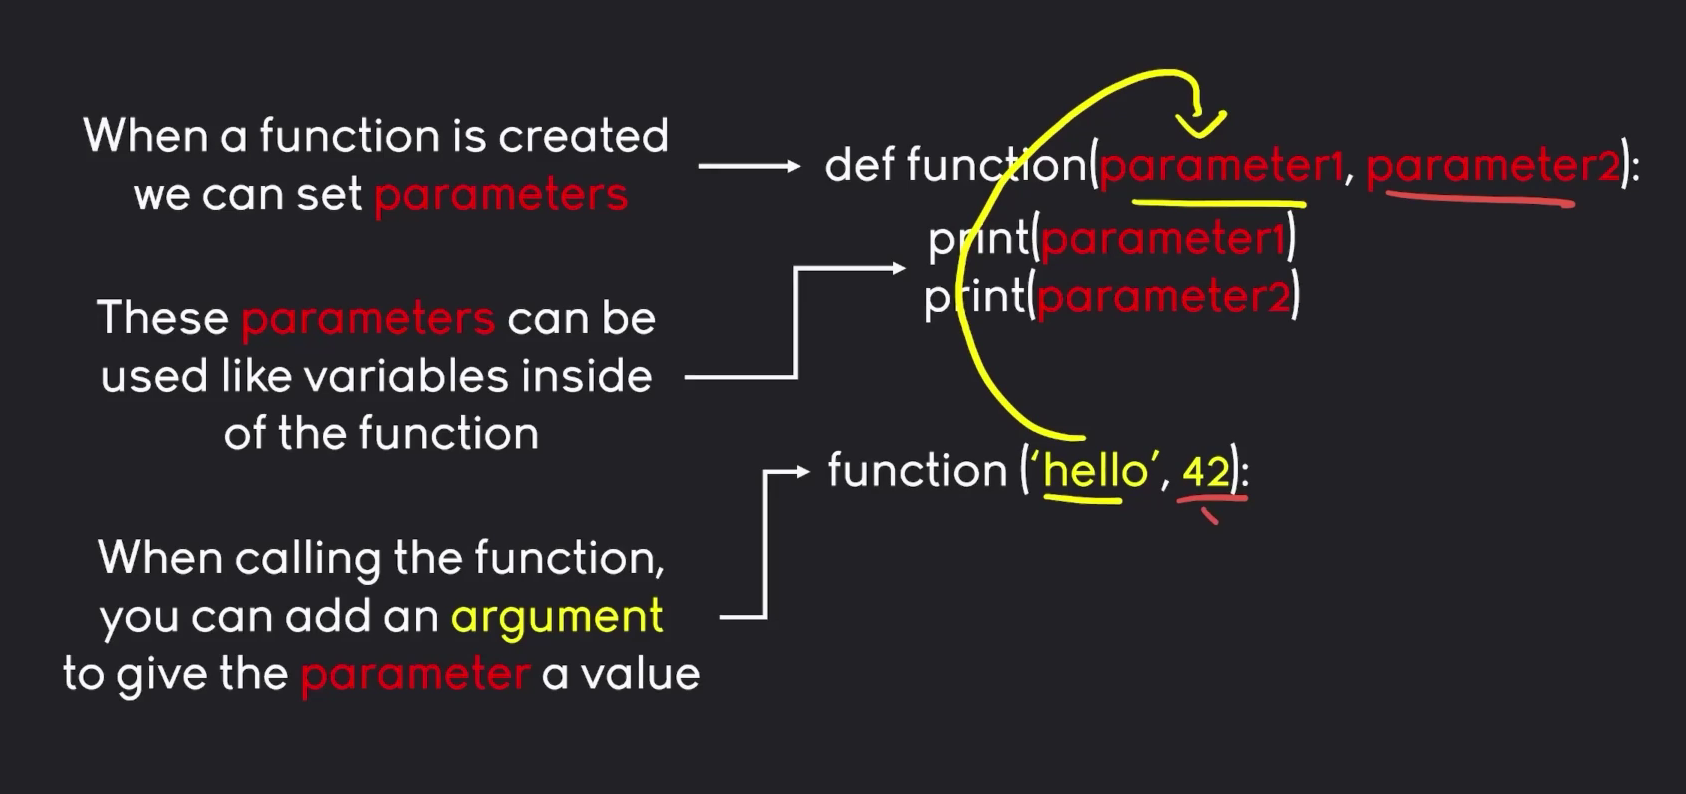 When a function is created
we can set parameters
def function(parameter1, parameter2):
print(parameter1)
print(parameter2)
These parameters can be
used like variables inside
of the function
function (‘hello’, 42):
When calling the function,
you can add an argument
to give the parameter a value